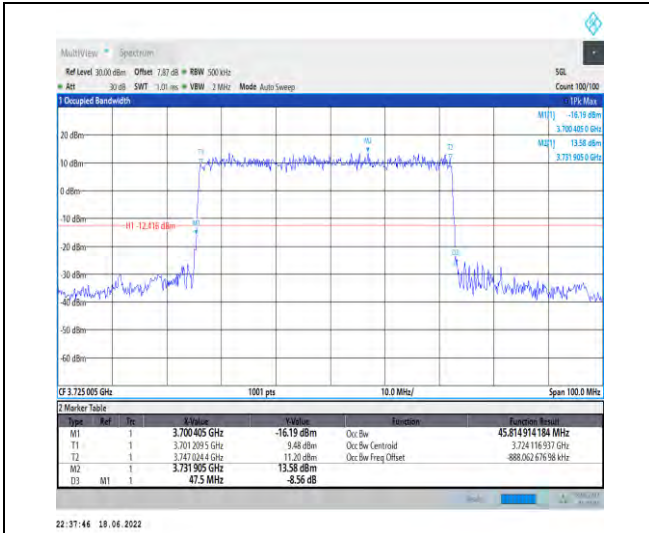 MultiView Spectrum
Ref Level 30.00 dBm Offset 7.87 dB RBW 500 kHz SGL
Att 30 dB SWT 1.01 ms VBW 2 MHz Mode Auto Sweep Count 100/100
1 Occupied Bandwidth 1Pk Max
M1[1] -16.19 dBm
3.700 405 0 GHz
M2[1] 13.58 dBm
3.731 905 0 GHz
20 dBm
M2
T1
T2
10 dBm
0 dBm
-10 dBm
H1 -12.416 dBm
M1
-20 dBm
D3
-30 dBm
-40 dBm
-50 dBm
-60 dBm
CF 3.725 005 GHz 1001 pts 10.0 MHz/ Span 100.0 MHz
2 Marker Table
Type Ref Trc X-Value Y-Value Function Function Result
M1 1 3.700 405 GHz -16.19 dBm Occ Bw 45.814 914 184 MHz
T1 1 3.701 209 5 GHz 9.48 dBm Occ Bw Centroid 3.724 116 937 GHz
T2 1 3.747 024 4 GHz 11.20 dBm Occ Bw Freq Offset -888.062 676 98 kHz
M2 1 3.731 905 GHz 13.58 dBm
D3 M1 1 47.5 MHz -8.56 dB
22:37:46 18.06.2022